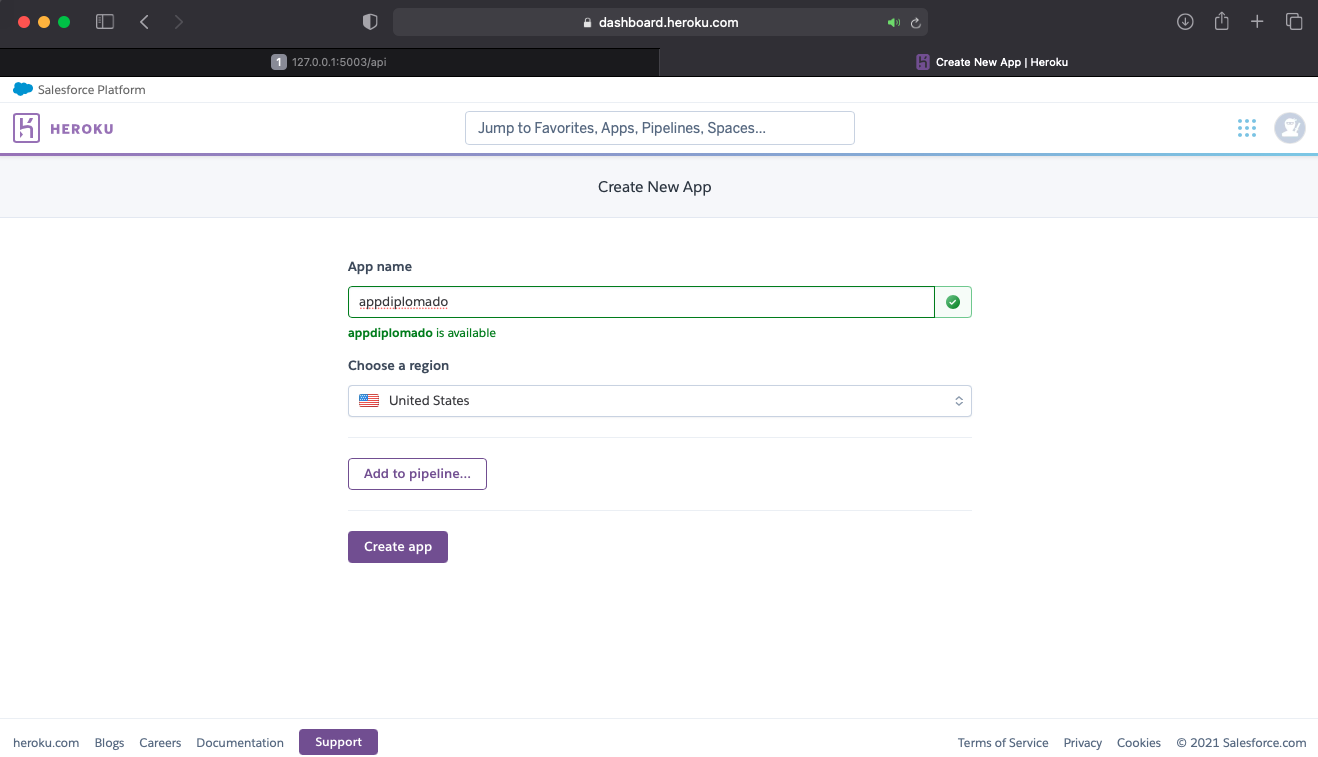 dashboard.heroku.com
1 127.0.0.1:5003/api
Create New App | Heroku
Salesforce Platform
HEROKU
Jump to Favorites, Apps, Pipelines, Spaces...
Create New App
App name
appdiplomado
appdiplomado is available
Choose a region
United States
Add to pipeline...
Create app
heroku.com Blogs Careers Documentation Support Terms of Service Privacy Cookies © 2021 Salesforce.com